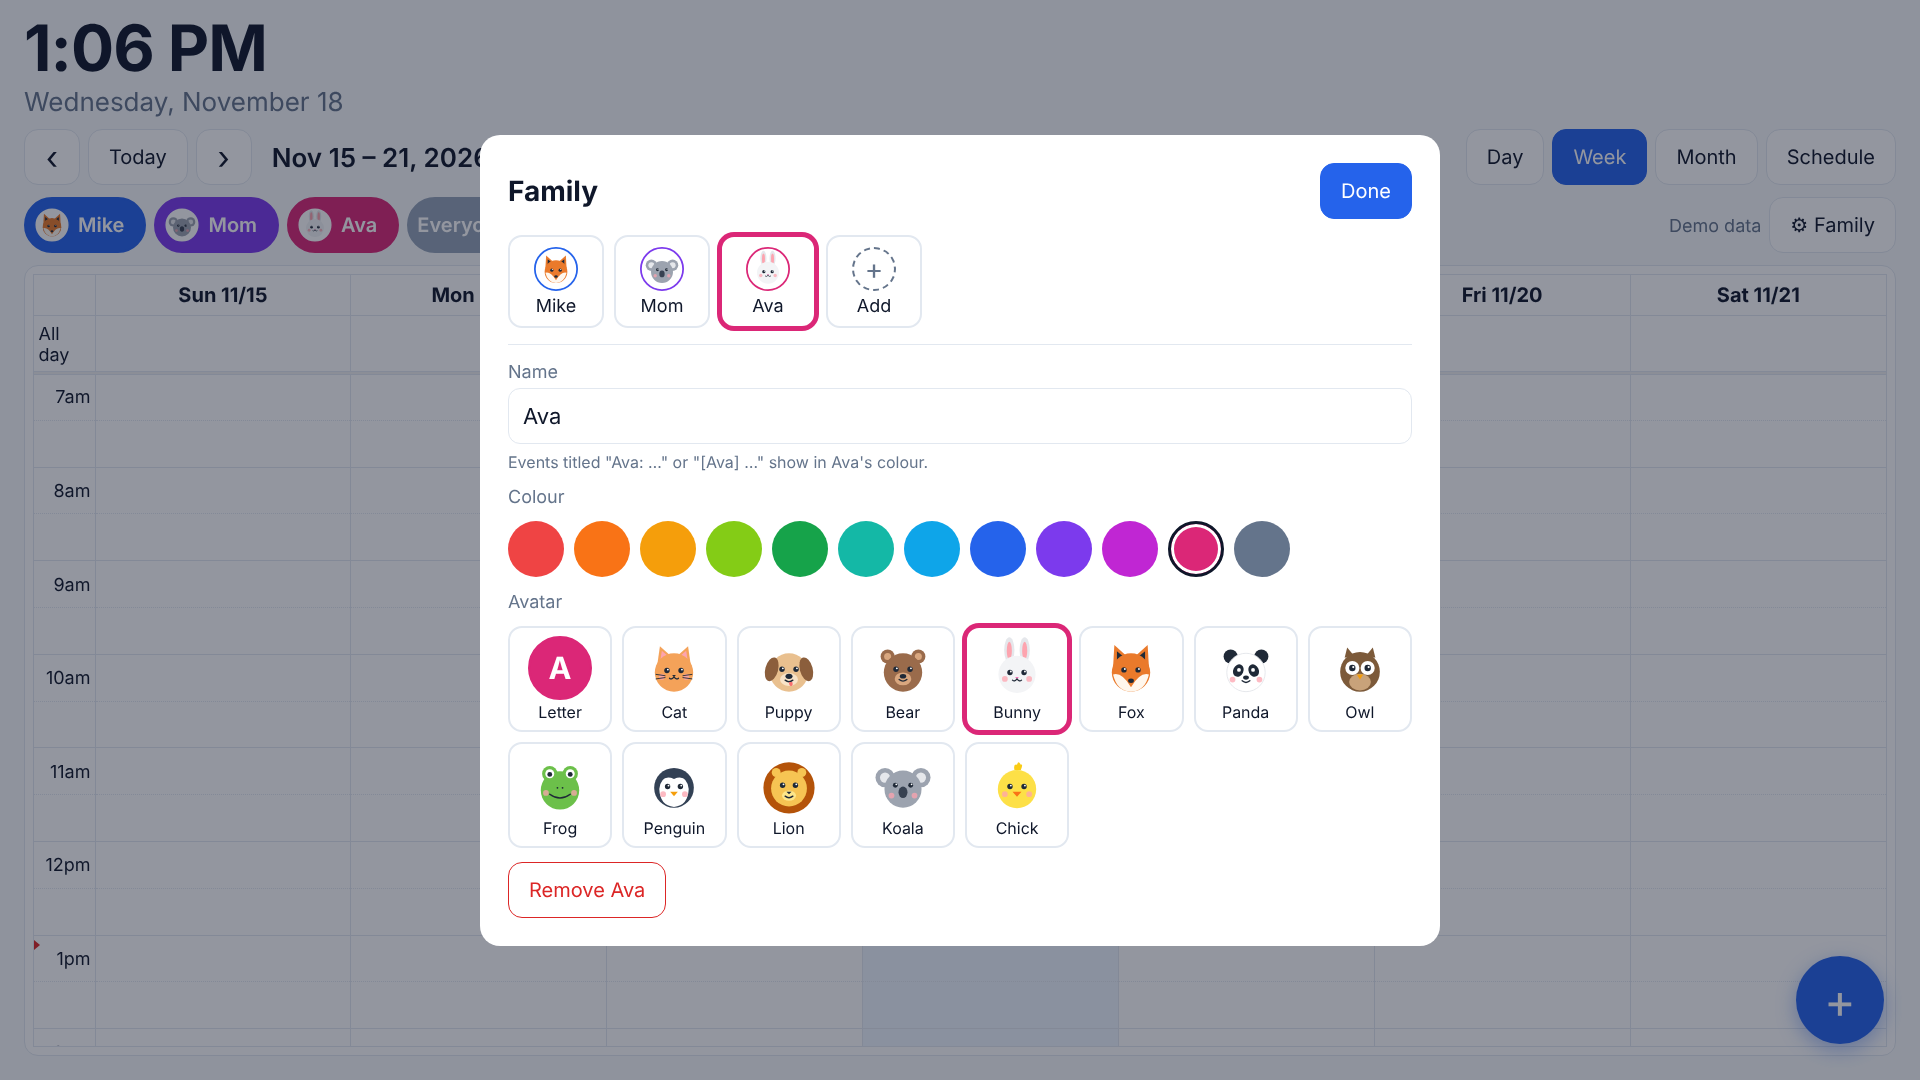 1:06 PM
Wednesday, November 18
‹ Today › Nov 15 – 21, 2026
Day Week Month Schedule
Mike Mom Ava
Demo data ⚙ Family
Sun 11/15 Mon Fri 11/20 Sat 11/21
All
day
7am
8am
9am
10am
11am
12pm
1pm
Family Done
Mike Mom Ava + Add
Name
Ava
Events titled "Ava: ..." or "[Ava] ..." show in Ava's colour.
Colour
Avatar
A
Letter Cat Puppy Bear Bunny Fox Panda Owl
Frog Penguin Lion Koala Chick
Remove Ava
+